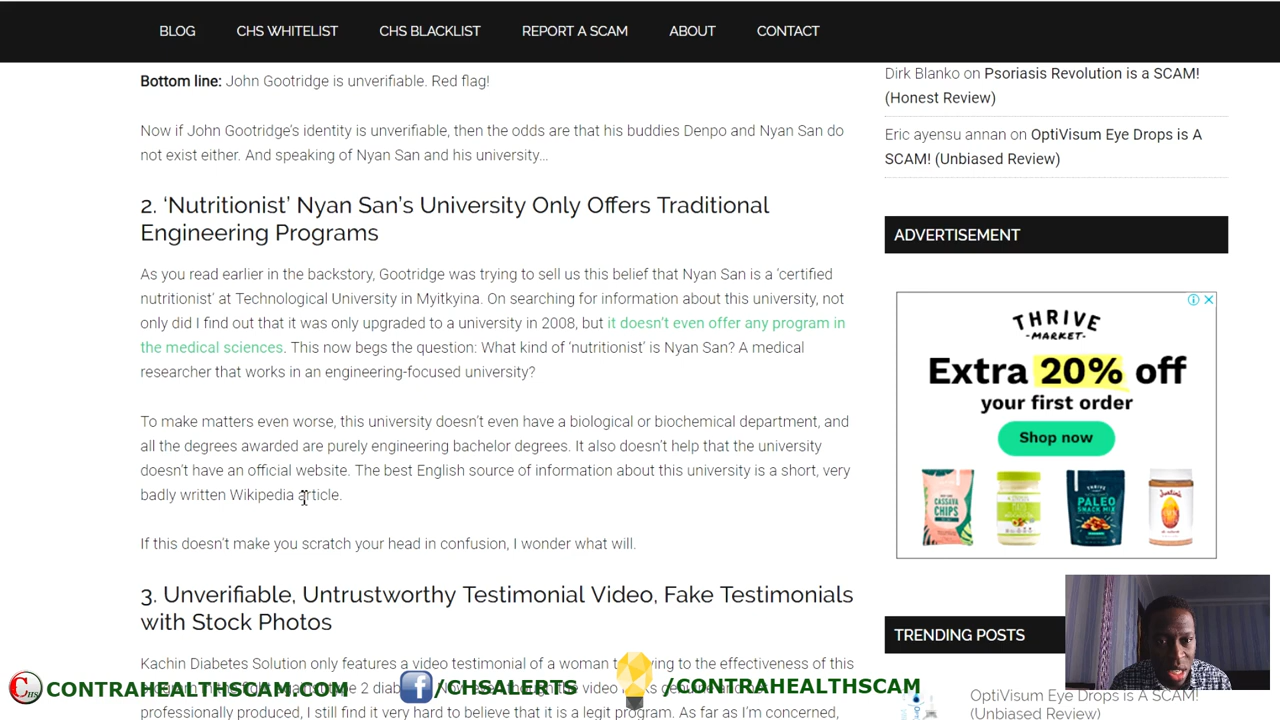 BLOG CHS WHITELIST CHS BLACKLIST REPORT A SCAM ABOUT CONTACT
Bottom line: John Gootridge is unverifiable. Red flag!
Now if John Gootridge's identity is unverifiable, then the odds are that his buddies Denpo and Nyan San do
not exist either. And speaking of Nyan San and his university…
2. ‘Nutritionist’ Nyan San's University Only Offers Traditional
Engineering Programs
As you read earlier in the backstory, Gootridge was trying to sell us this belief that Nyan San is a ‘certified
nutritionist’ at Technological University in Myitkyina. On searching for information about this university, not
only did I find out that it was only upgraded to a university in 2008, but it doesn't even offer any program in
the medical sciences. This now begs the question: What kind of ‘nutritionist’ is Nyan San? A medical
researcher that works in an engineering-focused university?
To make matters even worse, this university doesn't even have a biological or biochemical department, and
all the degrees awarded are purely engineering bachelor degrees. It also doesn't help that the university
doesn't have an official website. The best English source of information about this university is a short, very
badly written Wikipedia article.
If this doesn't make you scratch your head in confusion, I wonder what will.
3. Unverifiable, Untrustworthy Testimonial Video, Fake Testimonials
with Stock Photos
Kachin Diabetes Solution only features a video testimonial of a woman to the effectiveness of this
professionally produced, I still find it very hard to believe that it is a legit program. As far as I'm concerned,
Dirk Blanko on Psoriasis Revolution is a SCAM!
(Honest Review)
Eric ayensu annan on OptiVisum Eye Drops is A
SCAM! (Unbiased Review)
ADVERTISEMENT
THRIVE
MARKET
Extra 20% off
your first order
Shop now
CASSAVA
CHIPS
PALEO
SNACK MIX
Justin's
TRENDING POSTS
OptiVisum Eye Drops is A SCAM!
(Unbiased Review)
CHS CONTRAHEALTHSCAM.COM /CHSALERTS /CONTRAHEALTHSCAM